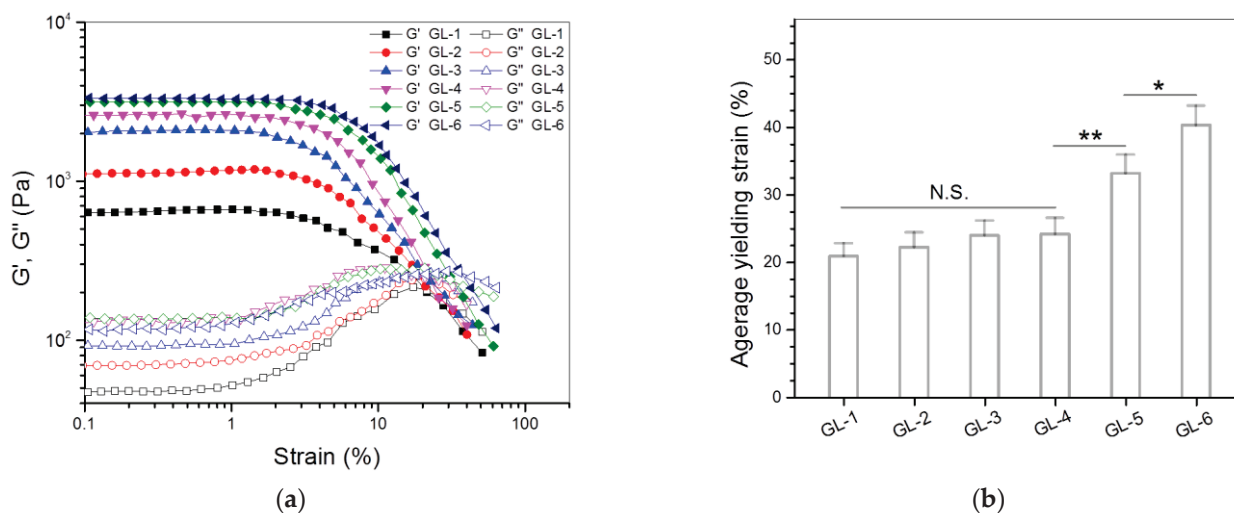 10⁴
10³
10²
G', G'' (Pa)
G' GL-1 G'' GL-1
G' GL-2 G'' GL-2
G' GL-3 G'' GL-3
G' GL-4 G'' GL-4
G' GL-5 G'' GL-5
G' GL-6 G'' GL-6
0.1 1 10 100
Strain (%)
(a)
Agerage yielding strain (%)
50
40
30
20
10
0
N.S.
**
*
GL-1 GL-2 GL-3 GL-4 GL-5 GL-6
(b)